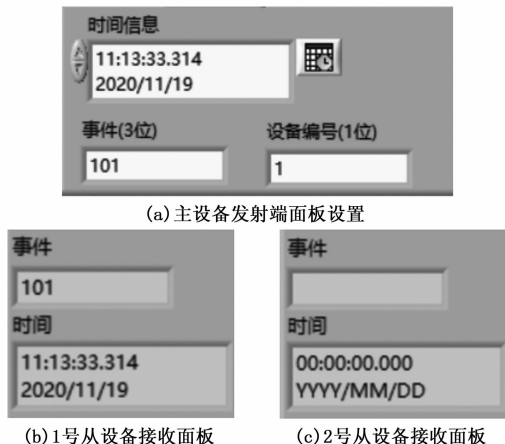 时间信息
11:13:33.314
2020/11/19
事件(3位)
设备编号(1位)
101
1
(a)主设备发射端面板设置
事件
101
时间
11:13:33.314
2020/11/19
(b)1号从设备接收面板
事件
时间
00:00:00.000
YYYY/MM/DD
(c)2号从设备接收面板